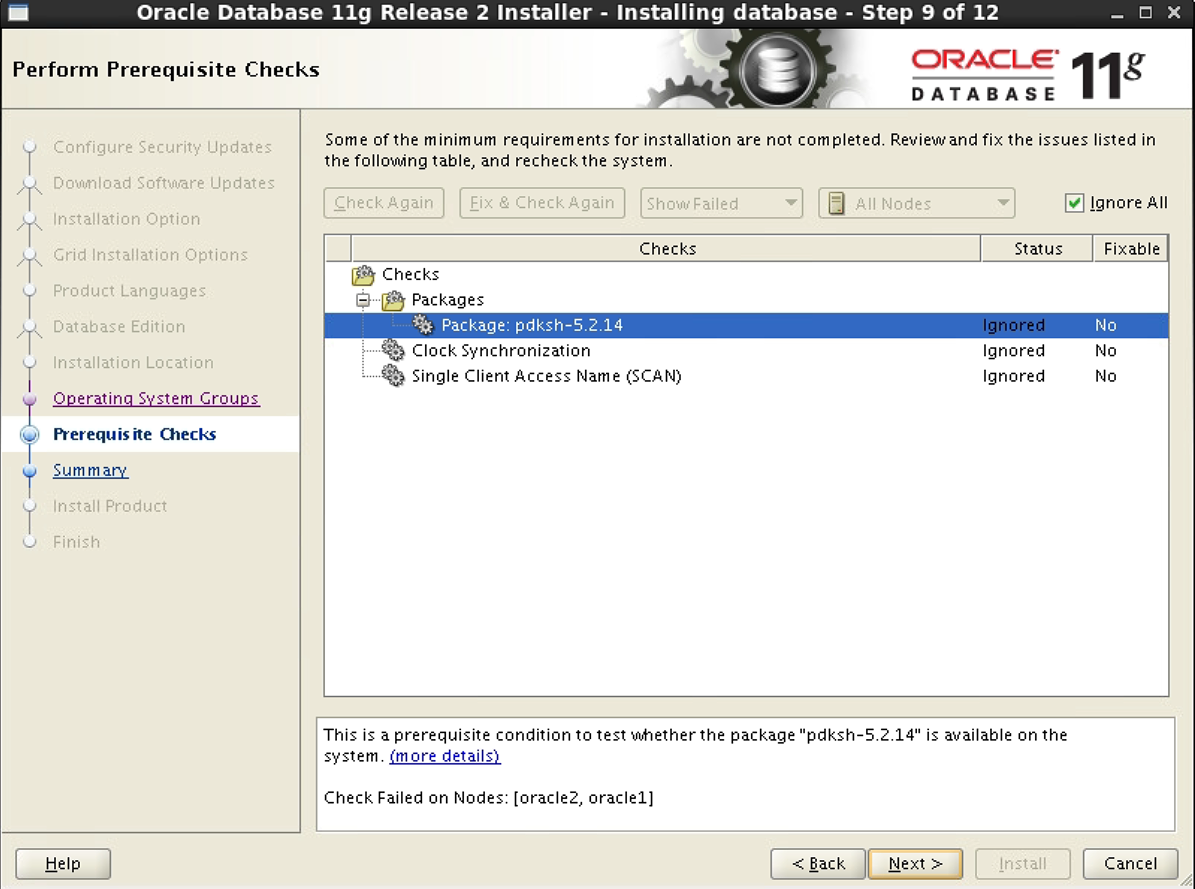 Oracle Database 11g Release 2 Installer - Installing database - Step 9 of 12
Perform Prerequisite Checks
ORACLE
DATABASE
11g
Configure Security Updates
Download Software Updates
Installation Option
Grid Installation Options
Product Languages
Database Edition
Installation Location
Operating System Groups
Prerequisite Checks
Summary
Install Product
Finish
Some of the minimum requirements for installation are not completed. Review and fix the issues listed in
the following table, and recheck the system.
Check Again Fix & Check Again Show Failed All Nodes Ignore All
Checks Status Fixable
Checks
Packages
Package: pdksh-5.2.14 Ignored No
Clock Synchronization Ignored No
Single Client Access Name (SCAN) Ignored No
This is a prerequisite condition to test whether the package "pdksh-5.2.14" is available on the
system. (more details)
Check Failed on Nodes: [oracle2, oracle1]
Help < Back Next > Install Cancel